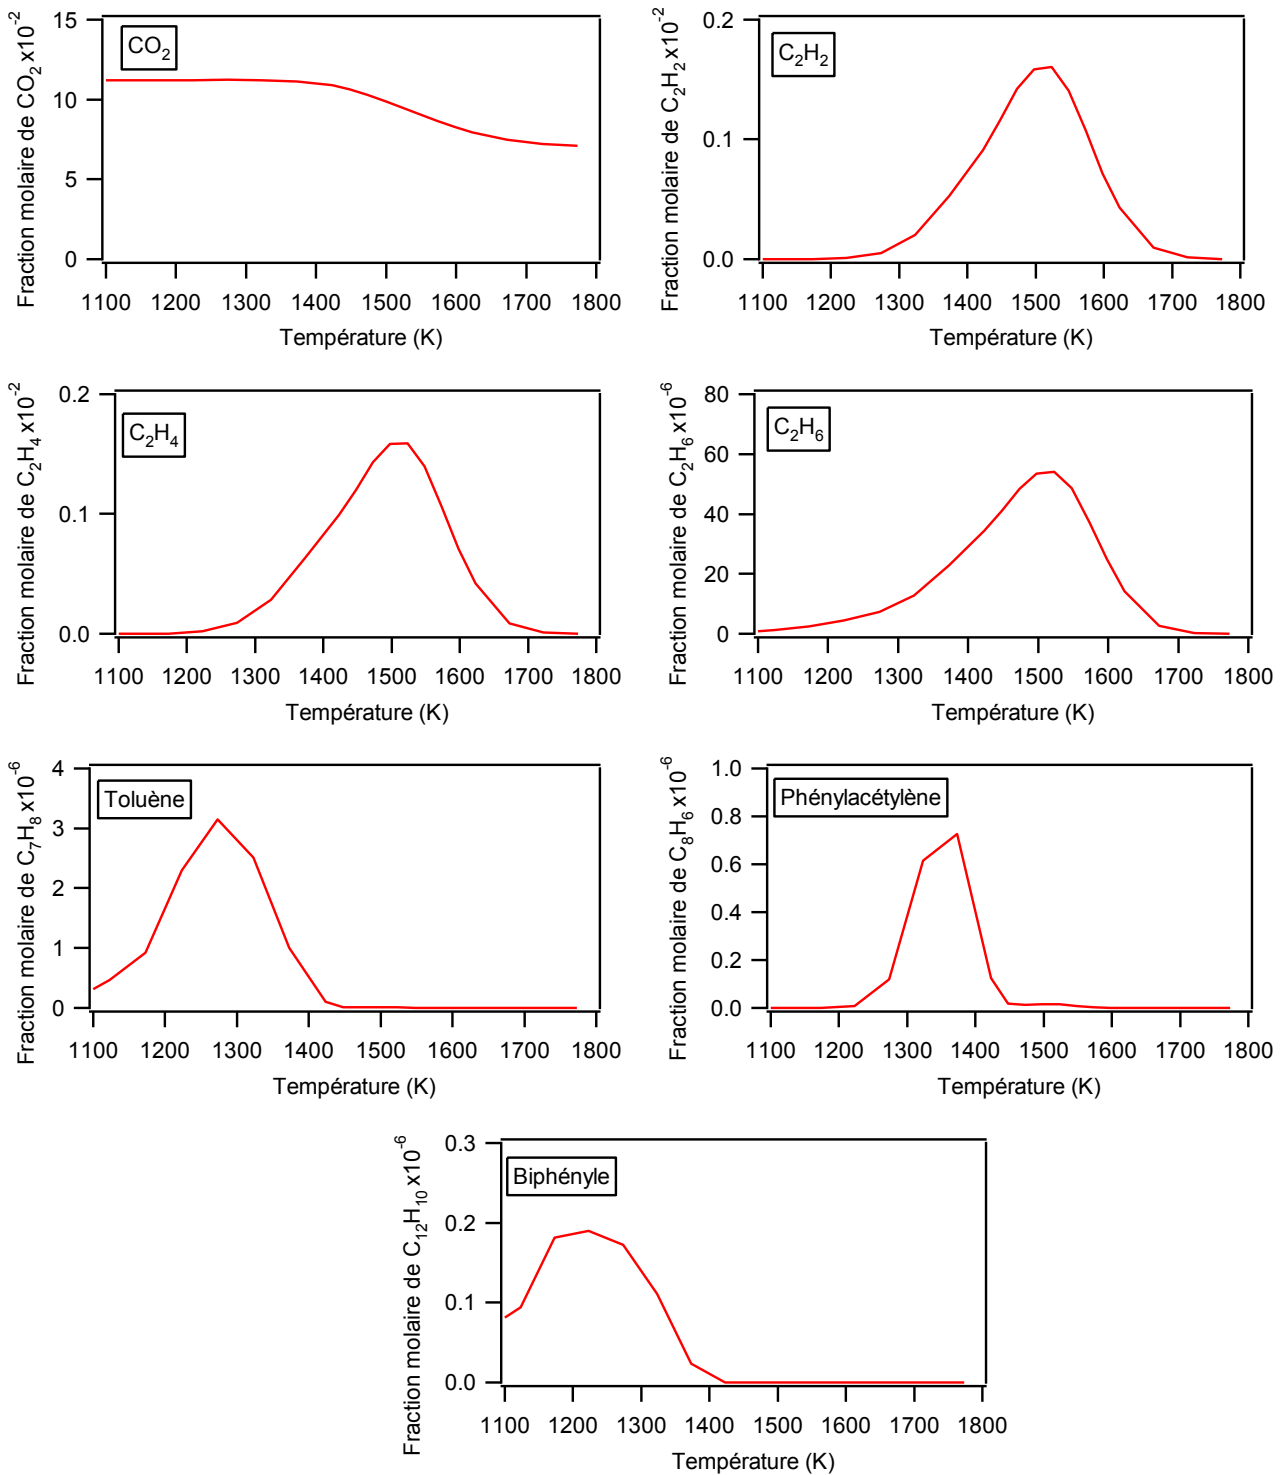 Fraction molaire de CO2 x10-2
15
10
5
0
CO2
1100 1200 1300 1400 1500 1600 1700 1800
Température (K)
Fraction molaire de C2H2 x10-2
0.2
0.1
0.0
C2H2
1100 1200 1300 1400 1500 1600 1700 1800
Température (K)
Fraction molaire de C2H4 x10-2
0.2
0.1
0.0
C2H4
1100 1200 1300 1400 1500 1600 1700 1800
Température (K)
Fraction molaire de C2H6 x10-6
80
60
40
20
0
C2H6
1100 1200 1300 1400 1500 1600 1700 1800
Température (K)
Fraction molaire de C7H8 x10-6
4
3
2
1
0
Toluène
1100 1200 1300 1400 1500 1600 1700 1800
Température (K)
Fraction molaire de C8H6 x10-6
1.0
0.8
0.6
0.4
0.2
0.0
Phénylacétylène
1100 1200 1300 1400 1500 1600 1700 1800
Température (K)
Fraction molaire de C12H10 x10-6
0.3
0.2
0.1
0.0
Biphényle
1100 1200 1300 1400 1500 1600 1700 1800
Température (K)